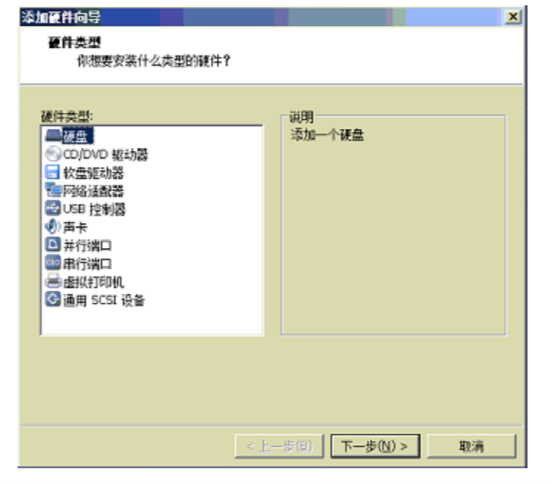 添加硬件向导
硬件类型
你想要安装什么类型的硬件?
硬件类型:
硬盘
CD/DVD 驱动器
软盘驱动器
网络适配器
USB 控制器
声卡
并行端口
串行端口
虚拟打印机
通用 SCSI 设备
说明
添加一个硬盘
< 上一步(B)
下一步(N) >
取消